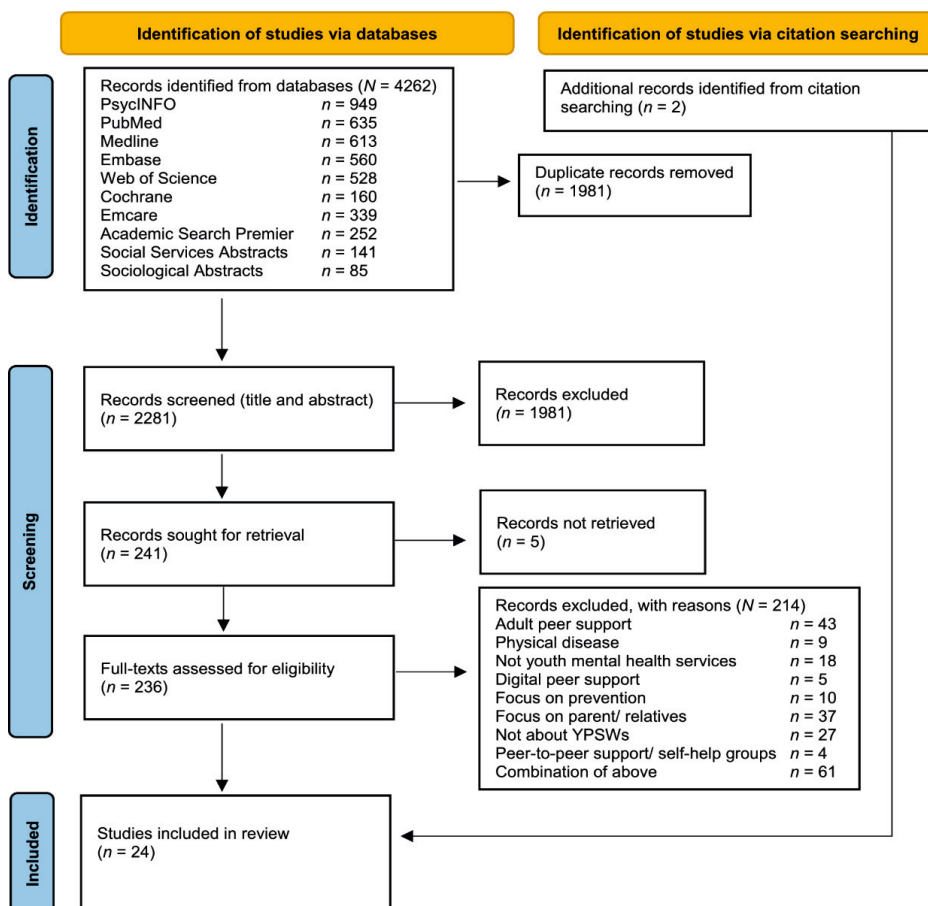 Identification of studies via databases
Identification of studies via citation searching
Identification
Records identified from databases (N = 4262)
PsycINFO n = 949
PubMed n = 635
Medline n = 613
Embase n = 560
Web of Science n = 528
Cochrane n = 160
Emcare n = 339
Academic Search Premier n = 252
Social Services Abstracts n = 141
Sociological Abstracts n = 85
Additional records identified from citation
searching (n = 2)
Duplicate records removed
(n = 1981)
Screening
Records screened (title and abstract)
(n = 2281)
Records excluded
(n = 1981)
Records sought for retrieval
(n = 241)
Records not retrieved
(n = 5)
Full-texts assessed for eligibility
(n = 236)
Records excluded, with reasons (N = 214)
Adult peer support n = 43
Physical disease n = 9
Not youth mental health services n = 18
Digital peer support n = 5
Focus on prevention n = 10
Focus on parent/ relatives n = 37
Not about YPSWs n = 27
Peer-to-peer support/ self-help groups n = 4
Combination of above n = 61
Included
Studies included in review
(n = 24)